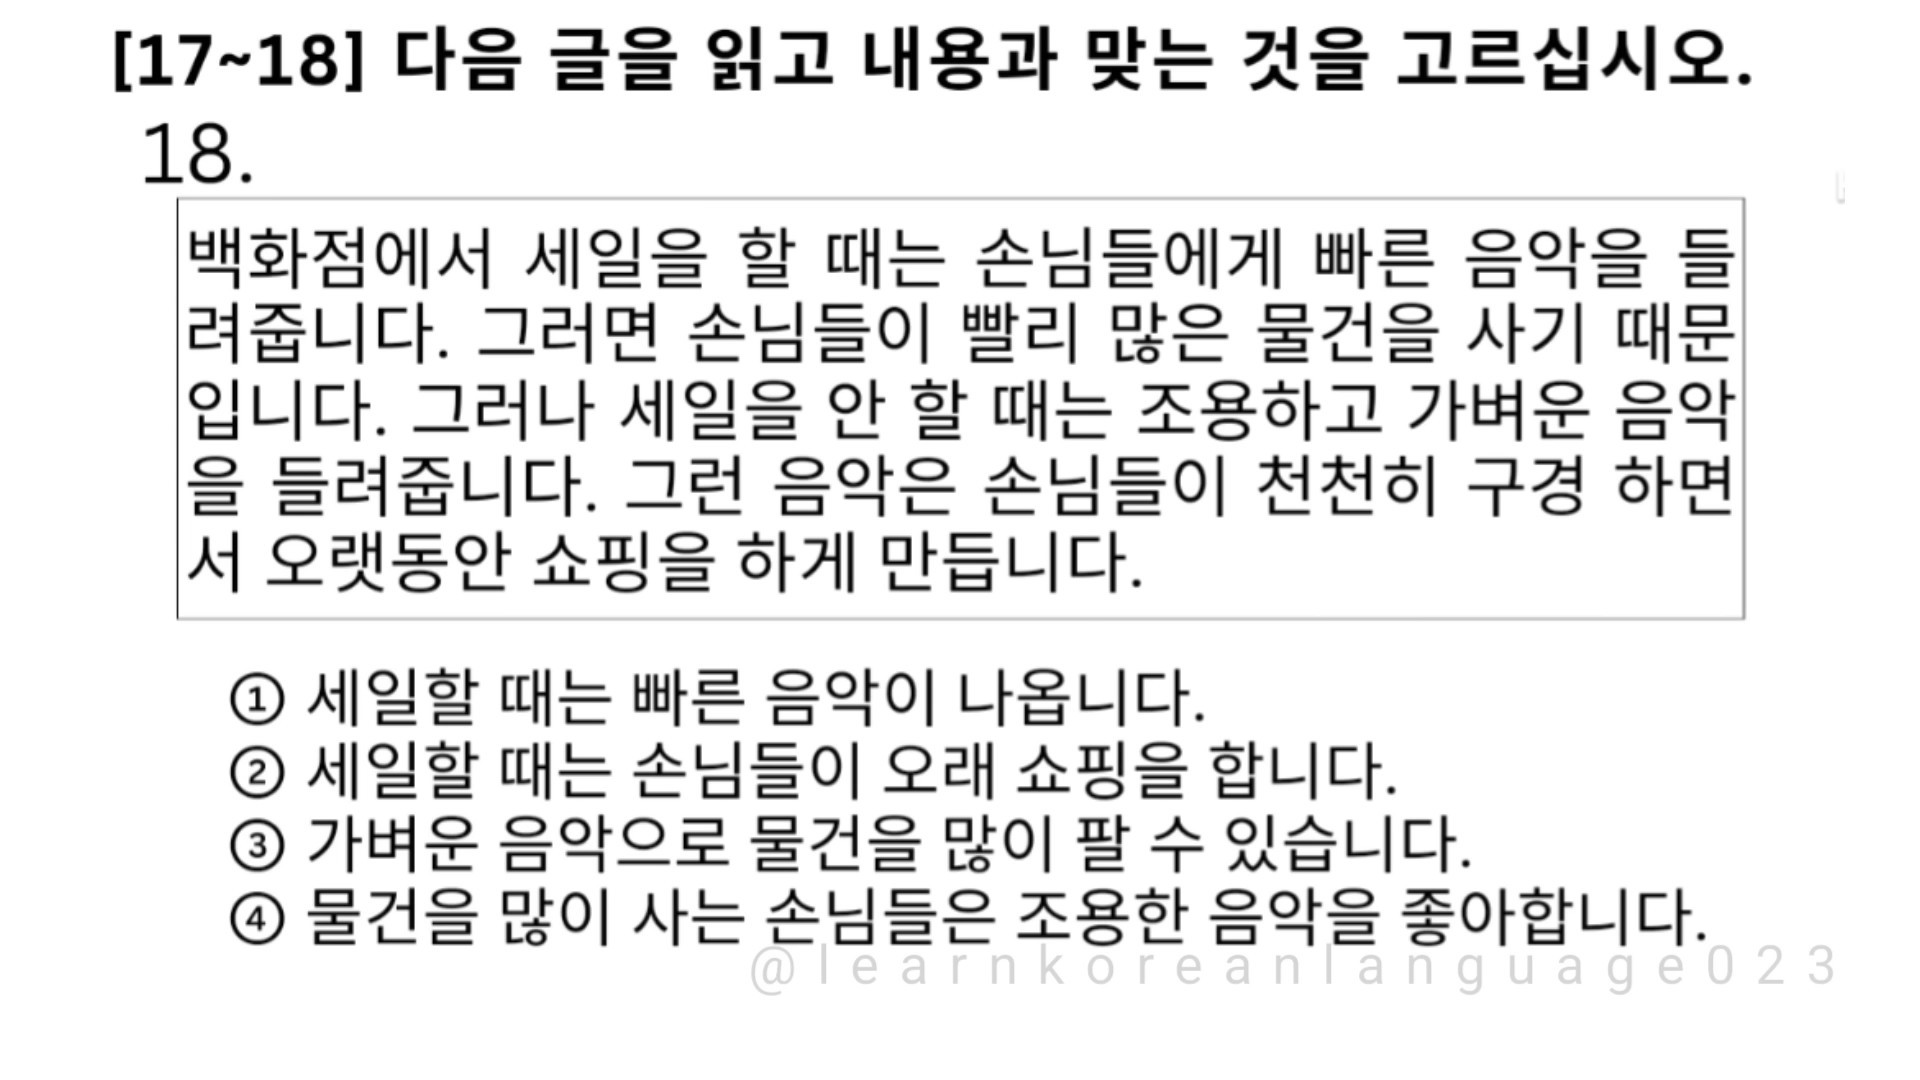 [17~18] 다음 글을 읽고 내용과 맞는 것을 고르십시오.
18.
백화점에서 세일을 할 때는 손님들에게 빠른 음악을 들
려줍니다. 그러면 손님들이 빨리 많은 물건을 사기 때문
입니다. 그러나 세일을 안 할 때는 조용하고 가벼운 음악
을 들려줍니다. 그런 음악은 손님들이 천천히 구경 하면
서 오랫동안 쇼핑을 하게 만듭니다.
① 세일할 때는 빠른 음악이 나옵니다.
② 세일할 때는 손님들이 오래 쇼핑을 합니다.
③ 가벼운 음악으로 물건을 많이 팔 수 있습니다.
④ 물건을 많이 사는 손님들은 조용한 음악을 좋아합니다.
@learnkoreanlanguage023